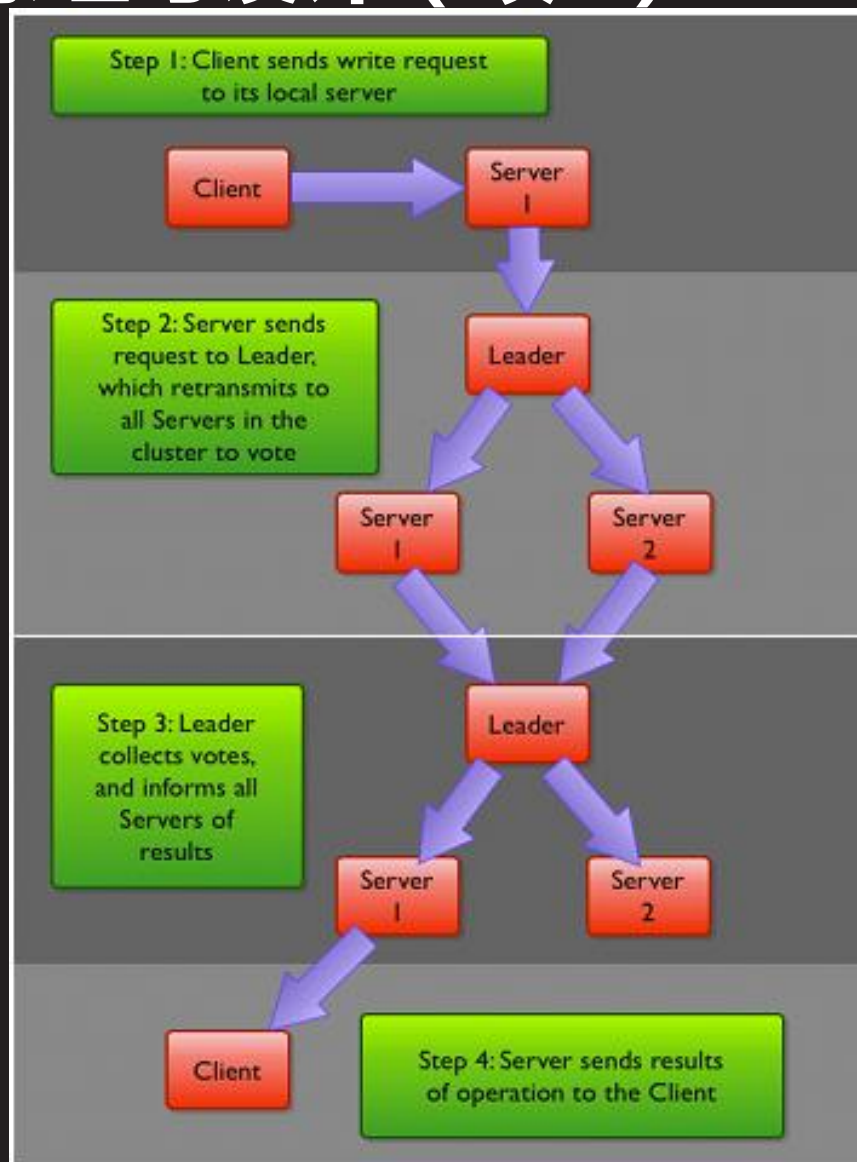 Step 1: Client sends write request
to its local server
Client
Server
1
Step 2: Server sends
request to Leader,
which retransmits to
all Servers in the
cluster to vote
Leader
Server
1
Server
2
Step 3: Leader
collects votes,
and informs all
Servers of
results
Leader
Server
1
Server
2
Client
Step 4: Server sends results
of operation to the Client